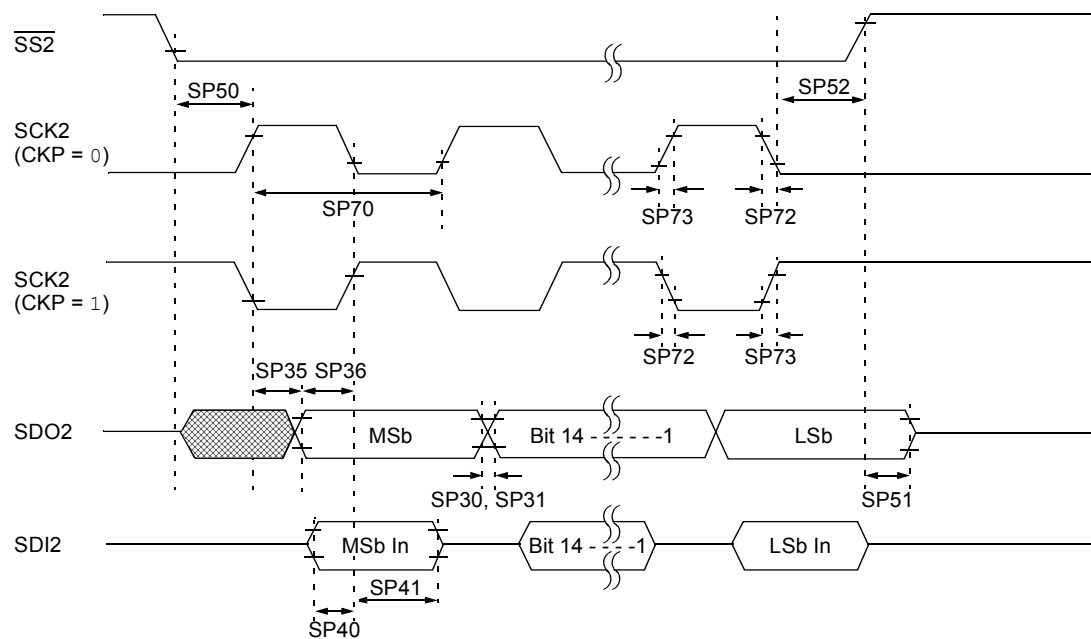 SS2
SP50
SP52
SCK2
(CKP = 0)
SP70
SP73
SP72
SCK2
(CKP = 1)
SP72
SP73
SP35
SP36
SDO2
MSb
Bit 14 - - - - - - -1
LSb
SP30, SP31
SP51
SDI2
MSb In
Bit 14 - - - -1
LSb In
SP41
SP40